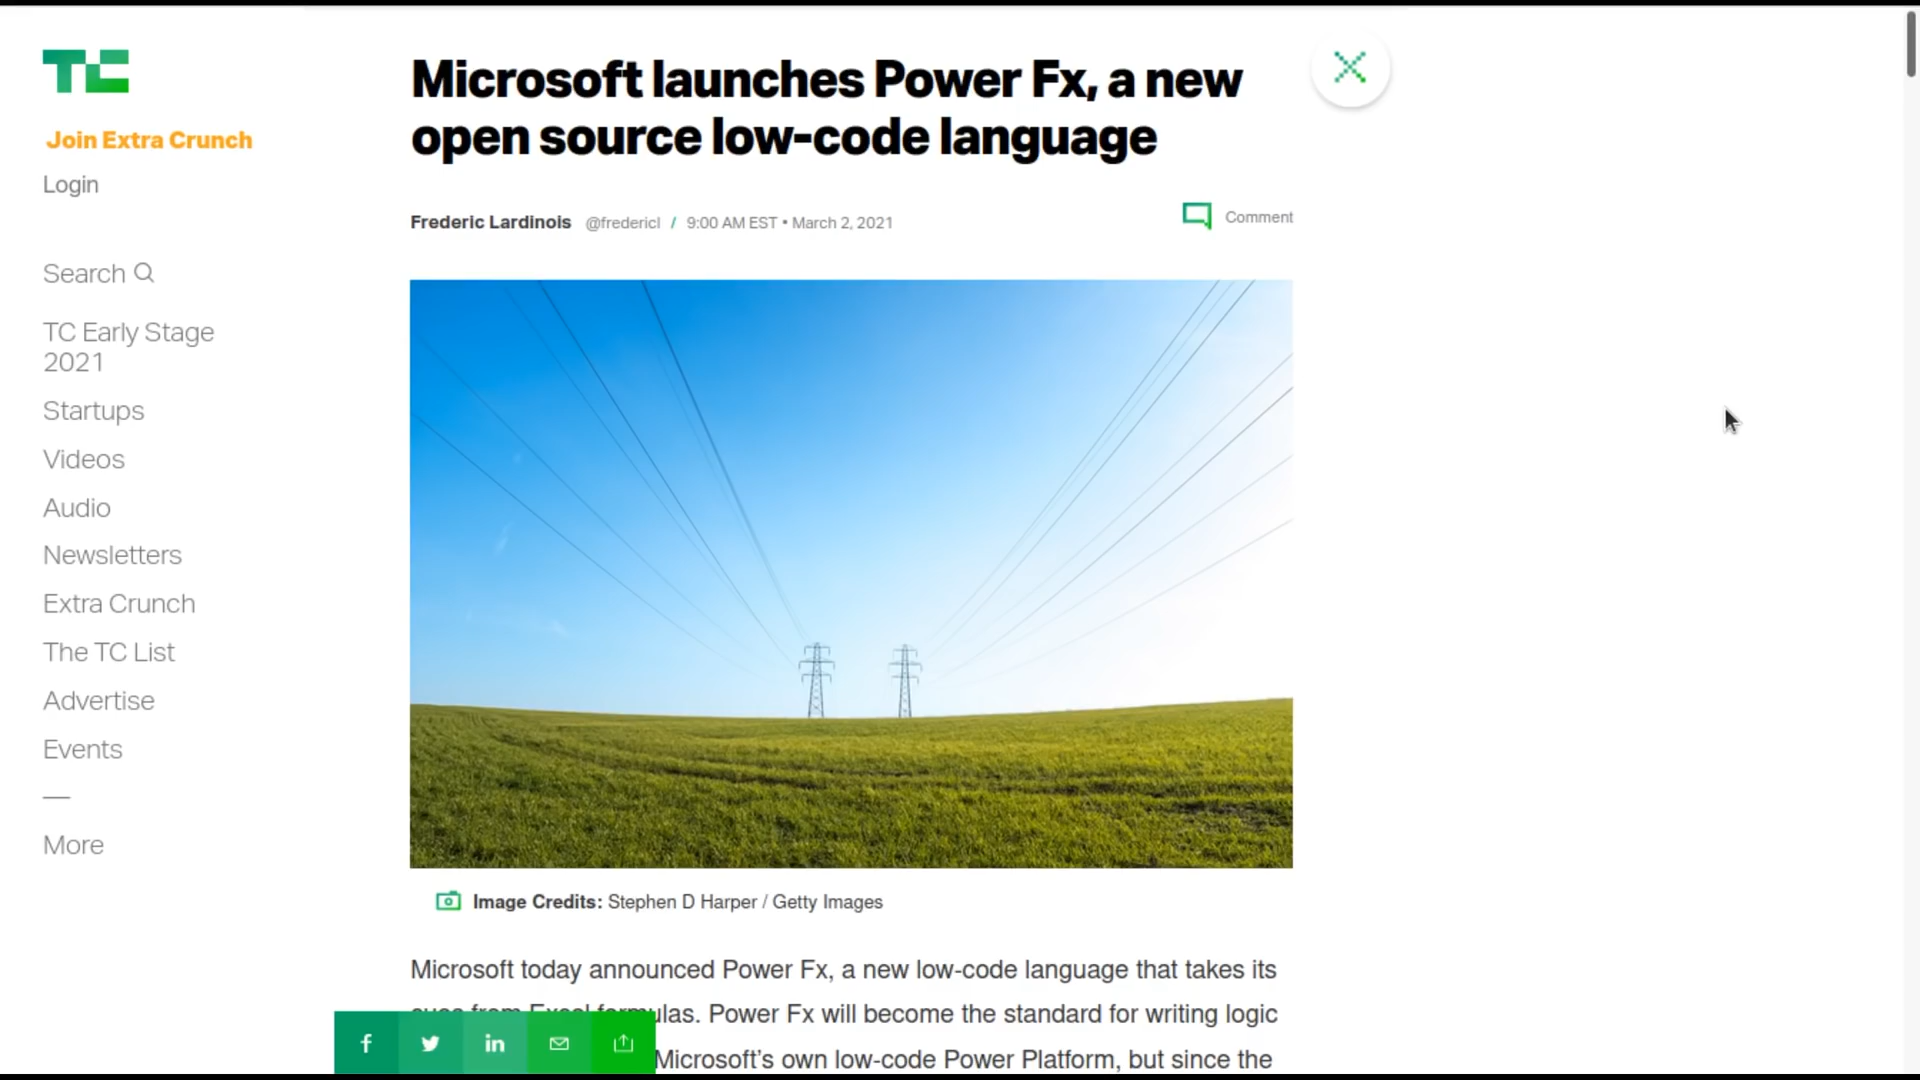 TC
Join Extra Crunch
Login
Search
TC Early Stage
2021
Startups
Videos
Audio
Newsletters
Extra Crunch
The TC List
Advertise
Events
More
Microsoft launches Power Fx, a new
open source low-code language
Frederic Lardinois @fredericl / 9:00 AM EST • March 2, 2021
Comment
Image Credits: Stephen D Harper / Getty Images
Microsoft today announced Power Fx, a new low-code language that takes its
cues from Excel formulas. Power Fx will become the standard for writing logic
Microsoft's own low-code Power Platform, but since the